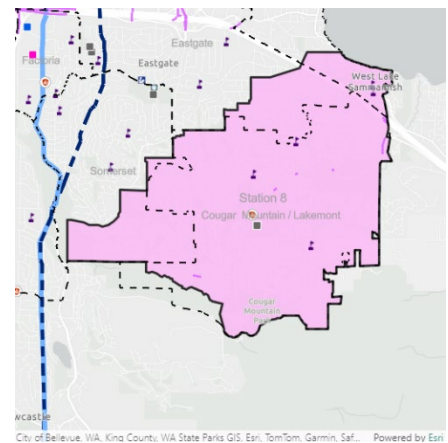 Eastgate
Factoria
Eastgate
West Lake
Sammamish
Somerset
Station 8
Cougar Mountain / Lakemont
Cougar
Mountain
Park
wcastle
City of Bellevue, WA, King County, WA State Parks GIS, Esri, TomTom, Garmin, Saf... Powered by Esri